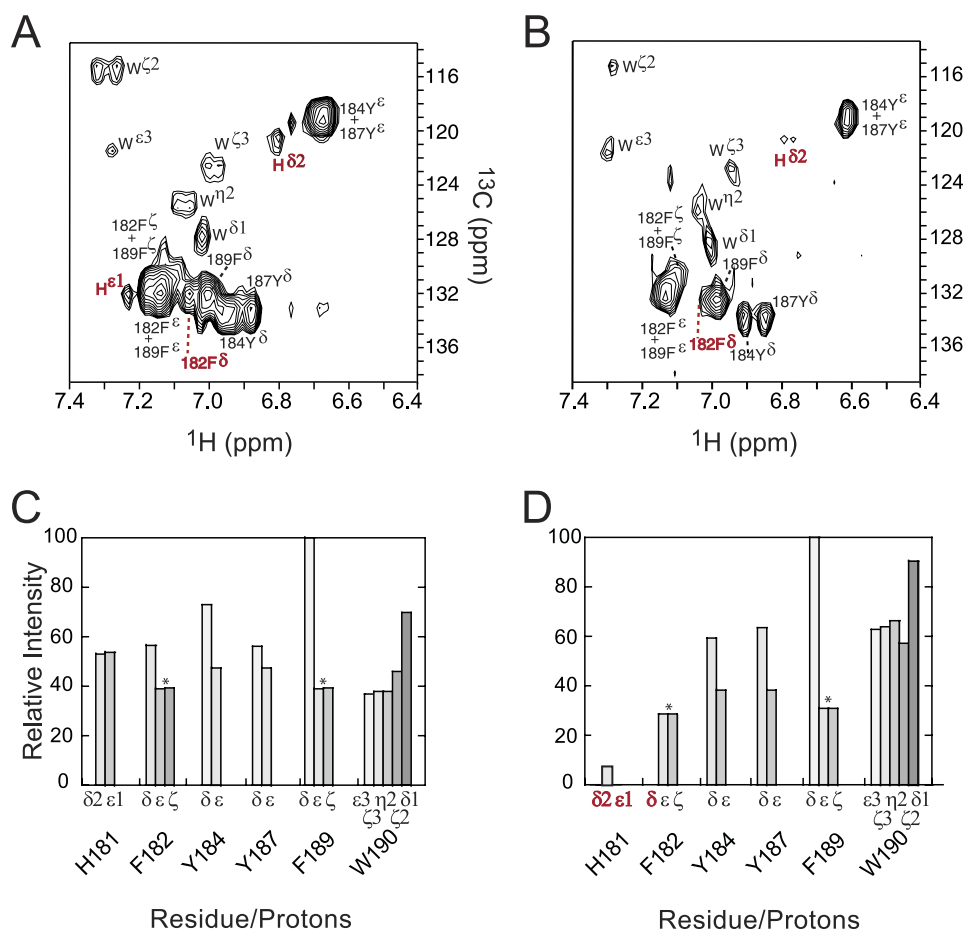 A
B
Wζ2
Wε3
Wζ3
Wη2
Wδ1
184Yε
+
187Yε
Hδ2
182Fζ
+
189Fζ
189Fδ
187Yδ
Hε1
182Fε
+
189Fε
184Yδ
182Fδ
116
120
124
128
132
136
13C (ppm)
7.4 7.0 6.8 6.6 6.4
1H (ppm)
Wζ2
Wε3
Wζ3
Wη2
Wδ1
184Yε
+
187Yε
Hδ2
182Fζ
+
189Fζ
189Fδ
187Yδ
182Fε
+
189Fε
182Fδ
184Yδ
116
120
124
128
132
136
7.4 7.0 6.8 6.6 6.4
1H (ppm)
C
Relative Intensity
100
80
60
40
20
0
* *
δ2 ε1 δ ε ζ δ ε δ ε δ ε ζ ε3 η2 δ1
ζ3 ζ2
H181 F182 Y184 Y187 F189 W190
Residue/Protons
D
100
80
60
40
20
0
* *
δ2 ε1 δ ε ζ δ ε δ ε δ ε ζ ε3 η2 δ1
ζ3 ζ2
H181 F182 Y184 Y187 F189 W190
Residue/Protons